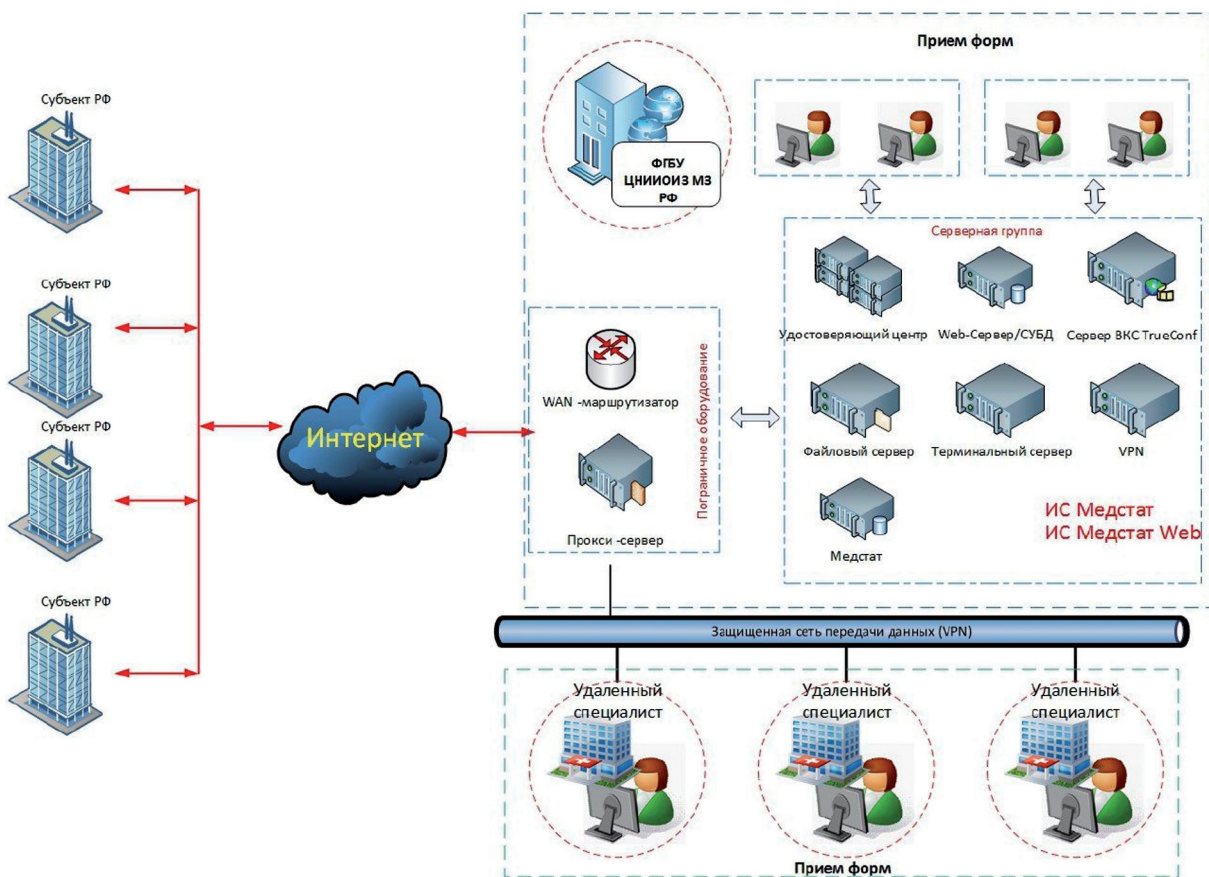 Субъект РФ
Субъект РФ
Субъект РФ
Субъект РФ
Интернет
Прием форм
ФГБУ
ЦНИИОИЗ МЗ
РФ
Серверная группа
Удостоверяющий центр
Web-Сервер/СУБД
Сервер ВКС TrueConf
WAN -маршрутизатор
Прокси -сервер
Пограничное оборудование
Файловый сервер
Терминальный сервер
VPN
Медстат
ИС Медстат
ИС Медстат Web
Защищенная сеть передачи данных (VPN)
Удаленный
специалист
Удаленный
специалист
Удаленный
специалист
Прием форм